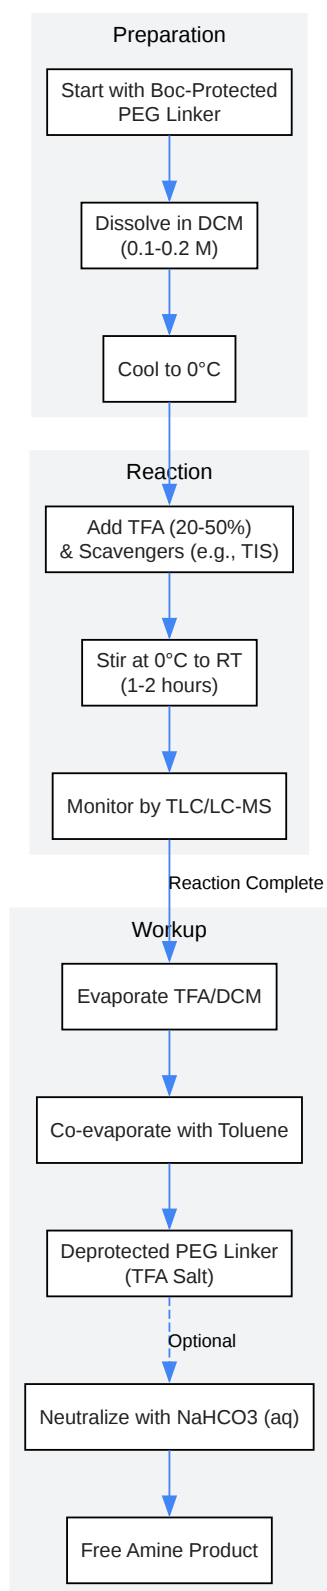 Preparation
Start with Boc-Protected
PEG Linker
Dissolve in DCM
(0.1-0.2 M)
Cool to 0°C
Reaction
Add TFA (20-50%)
& Scavengers (e.g., TIS)
Stir at 0°C to RT
(1-2 hours)
Monitor by TLC/LC-MS
Reaction Complete
Workup
Evaporate TFA/DCM
Co-evaporate with Toluene
Deprotected PEG Linker
(TFA Salt)
Optional
Neutralize with NaHCO3 (aq)
Free Amine Product